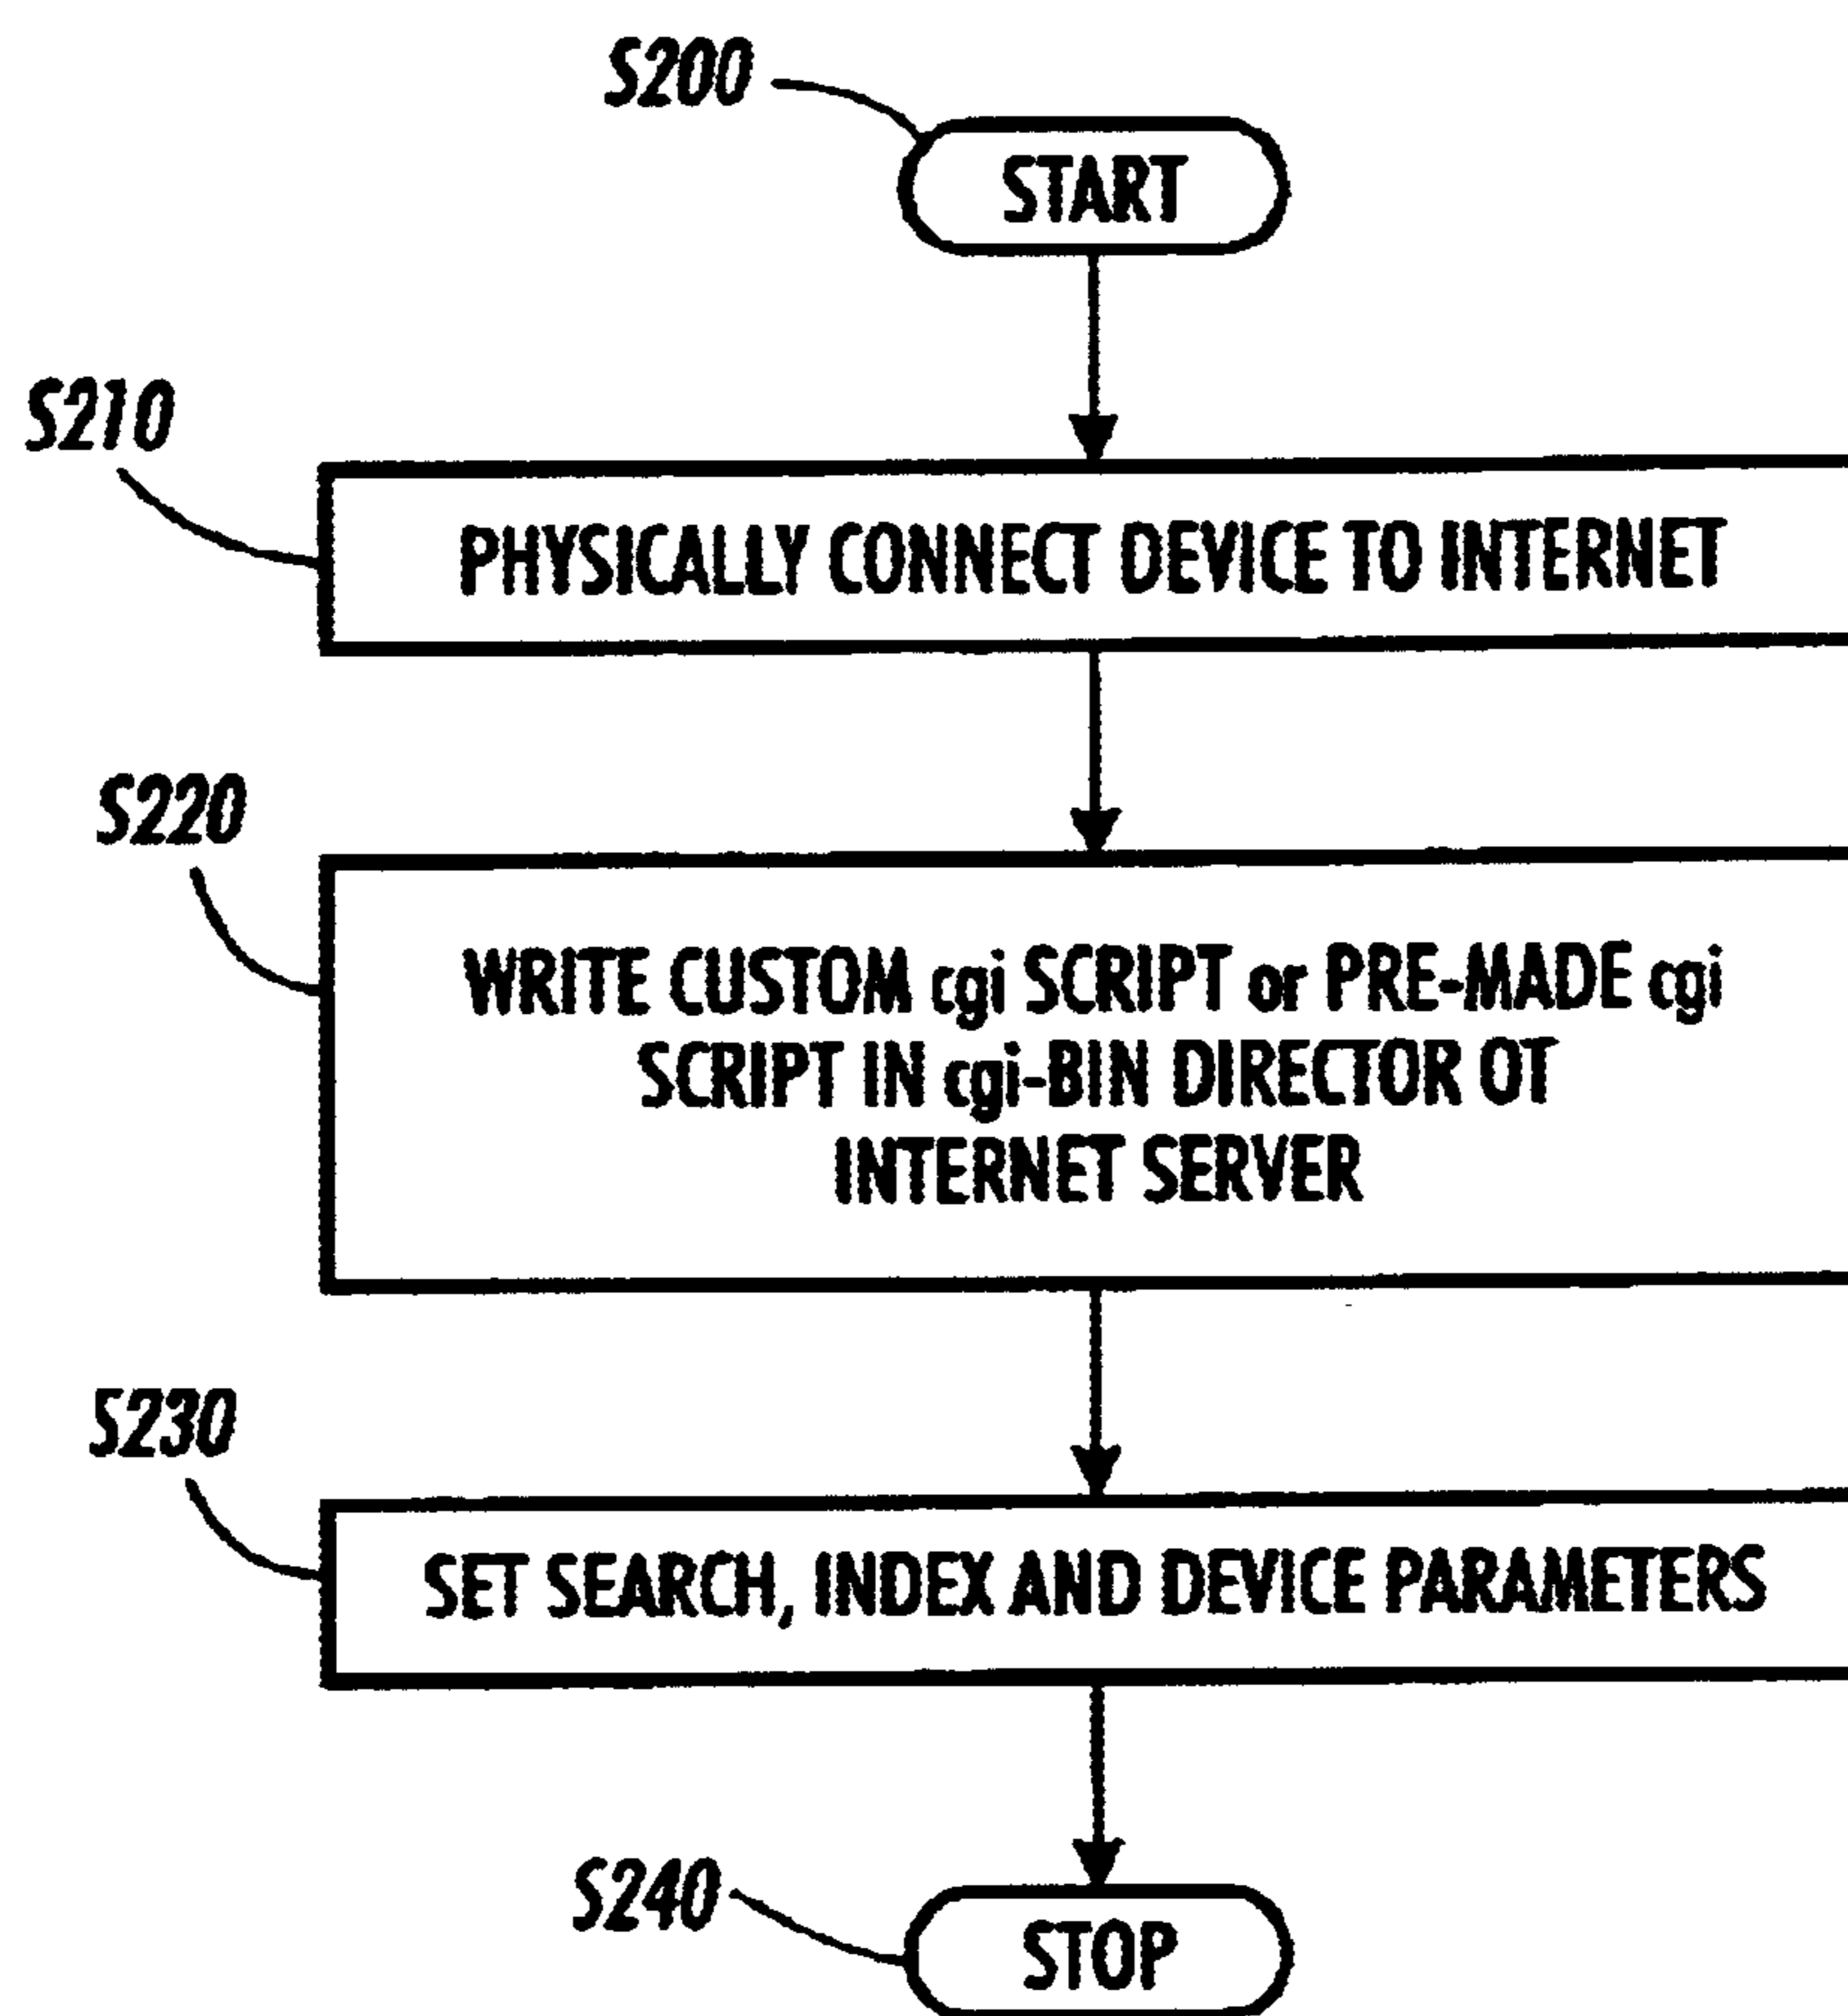 S200
START
S210
PHYSICALLY CONNECT DEVICE TO INTERNET
S220
WRITE CUSTOM cgi SCRIPT or PRE-MADE cgi
SCRIPT IN cgi-BIN DIRECTOR OT
INTERNET SERVER
S230
SET SEARCH, INDEX AND DEVICE PARAMETERS
S240
STOP